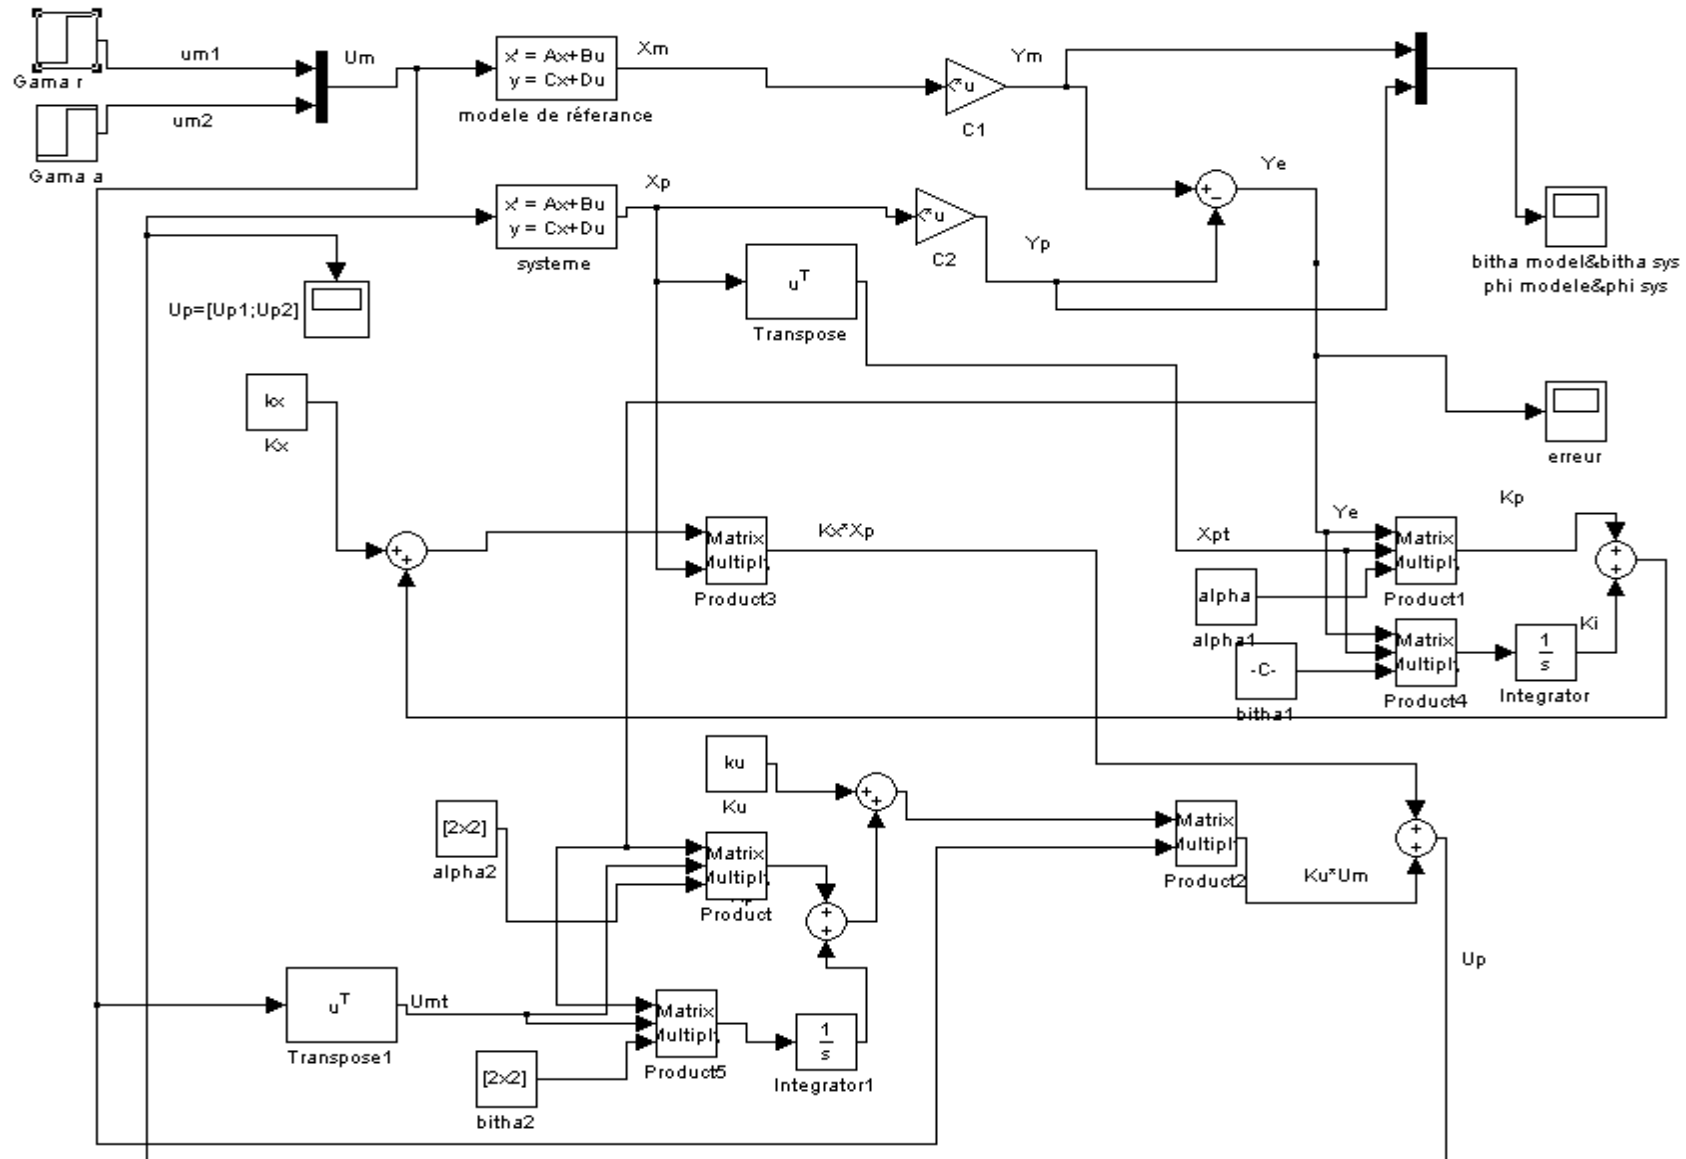 um1
Um
Gama r
um2
Gama a
x' = Ax+Bu
y = Cx+Du
modele de réferance
Xm
u
C1
Ym
Ye
bitha model&bitha sys
phi modele&phi sys
Xp
x' = Ax+Bu
y = Cx+Du
systeme
u
C2
Yp
+
−
Up=[Up1;Up2]
uT
Transpose
kx
Kx
erreur
+
+
Matrix
Multiply
Product3
Kx*Xp
Xpt
Ye
Matrix
Multiply
Product1
Kp
+
+
alpha
alpha1
-C-
bitha1
Matrix
Multiply
Product4
1
s
Integrator
Ki
ku
Ku
+
+
[2x2]
alpha2
Matrix
Multiply
Product
+
+
Matrix
Multiply
Product2
Ku*Um
+
+
Up
uT
Transpose1
Umt
[2x2]
bitha2
Matrix
Multiply
Product5
1
s
Integrator1